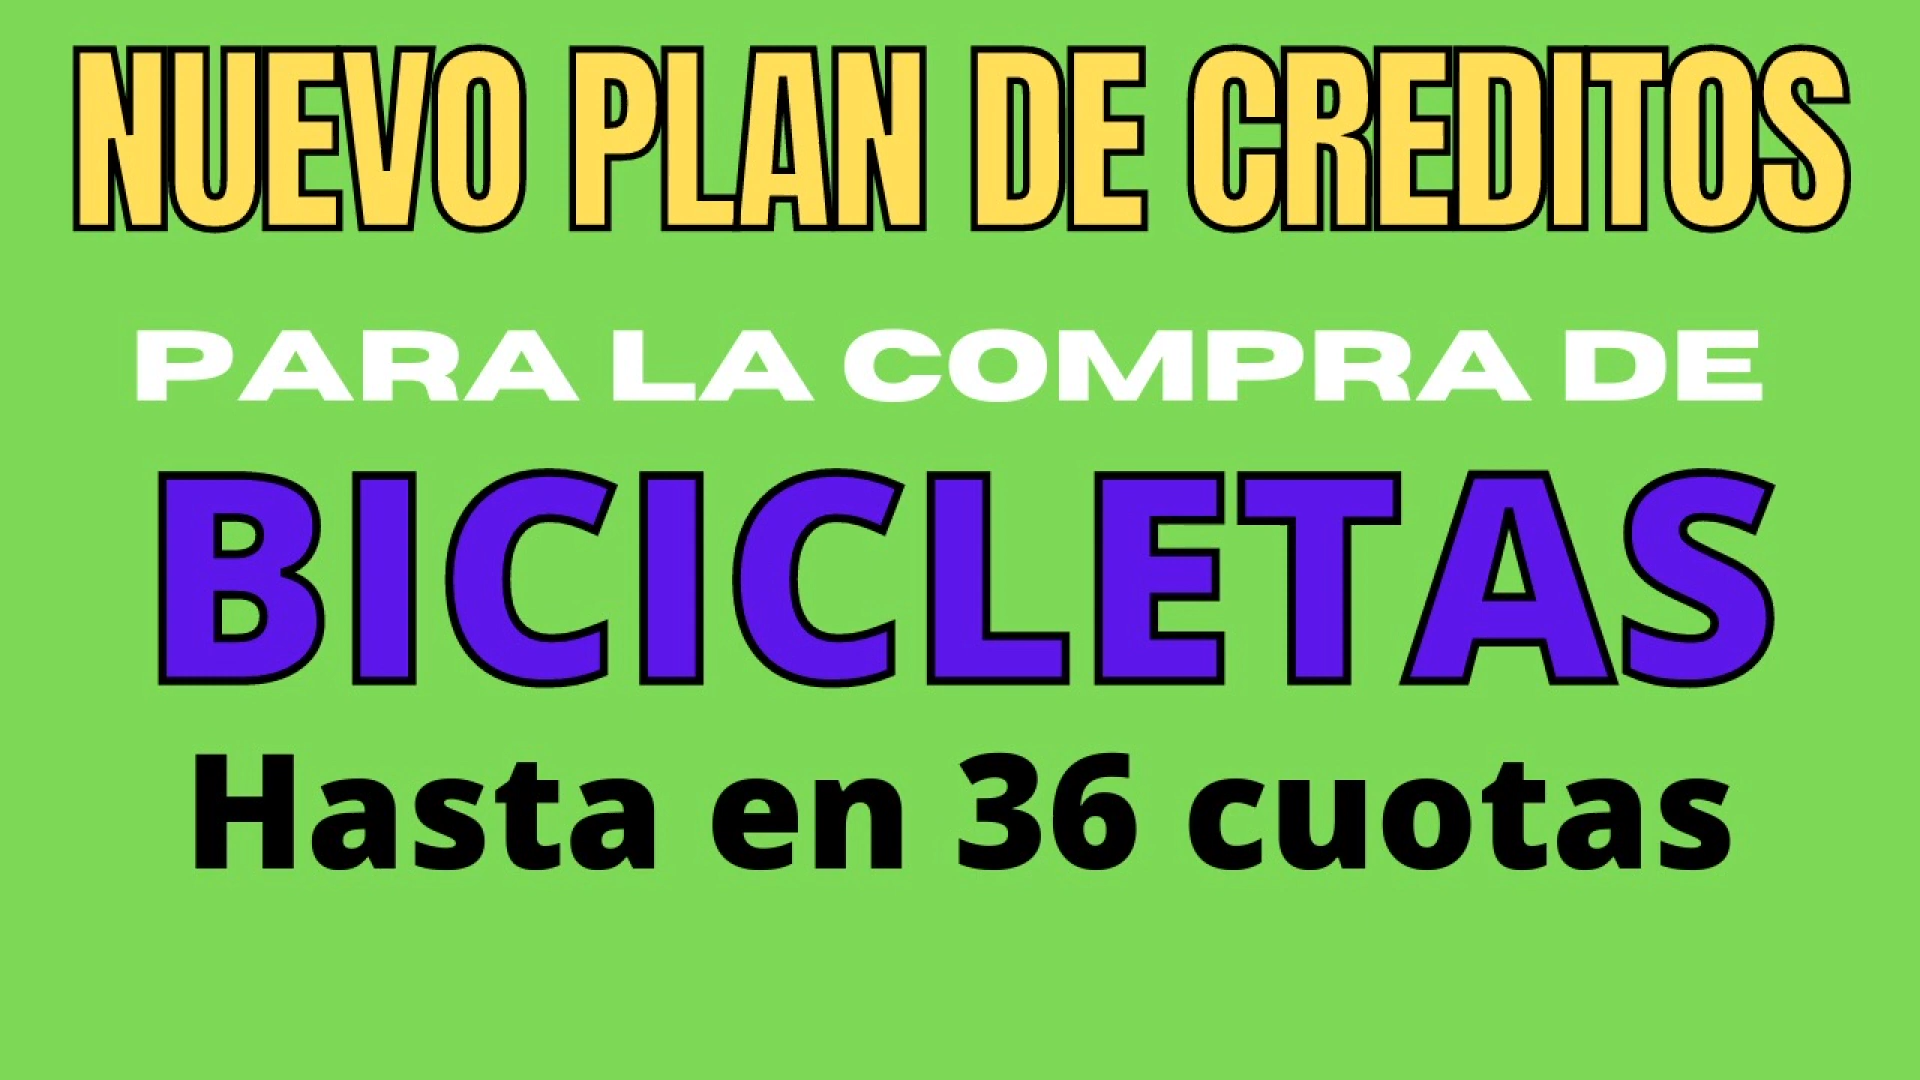 NUEVO PLAN DE CREDITOS
PARA LA COMPRA DE
BICICLETAS
Hasta en 36 cuotas